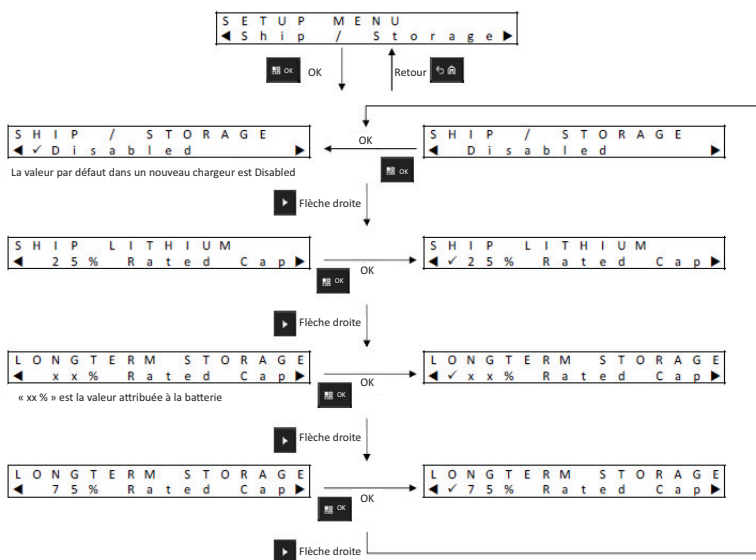 SETUP MENU
◀Ship / Storage▶
OK OK Retour
SHIP / STORAGE
◀✓Disabled ▶
OK
OK
SHIP / STORAGE
◀ Disabled ▶
La valeur par défaut dans un nouveau chargeur est Disabled
Flèche droite
SHIP LITHIUM
◀ 25% Rated Cap▶
OK
OK
SHIP LITHIUM
◀✓25% Rated Cap▶
Flèche droite
LONGTERM STORAGE
◀ xx% Rated Cap▶
OK
OK
LONGTERM STORAGE
◀✓xx% Rated Cap▶
« xx % » est la valeur attribuée à la batterie
Flèche droite
LONGTERM STORAGE
◀ 75% Rated Cap▶
OK
OK
LONGTERM STORAGE
◀✓75% Rated Cap▶
Flèche droite